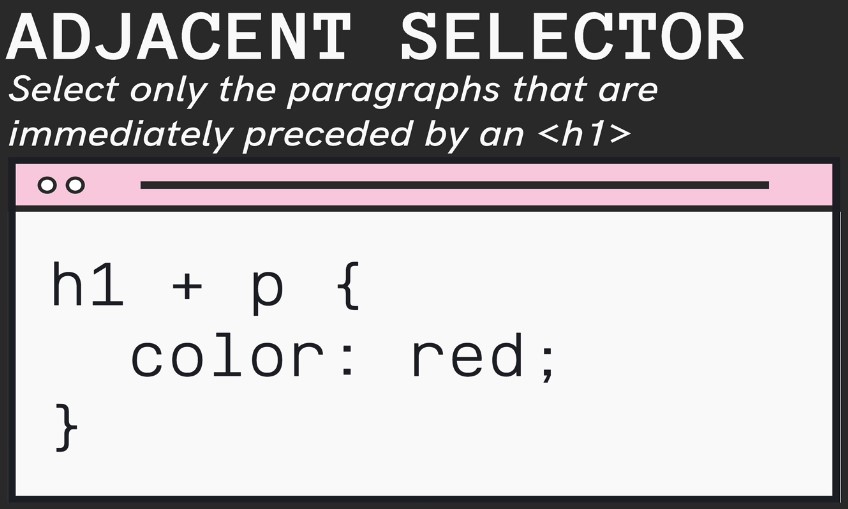 ADJACENT SELECTOR
Select only the paragraphs that are
immediately preceded by an <h1>
h1 + p {
  color: red;
}